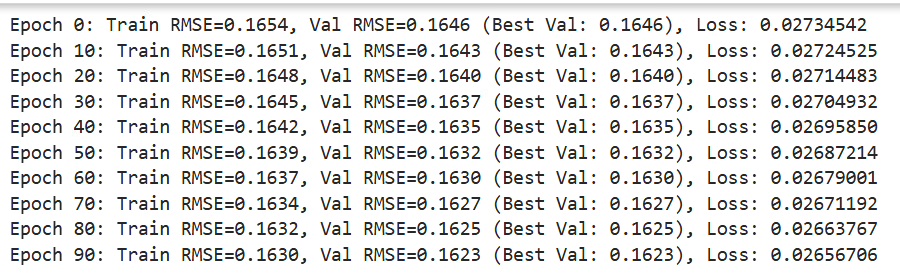 Epoch 0: Train RMSE=0.1654, Val RMSE=0.1646 (Best Val: 0.1646), Loss: 0.02734542
Epoch 10: Train RMSE=0.1651, Val RMSE=0.1643 (Best Val: 0.1643), Loss: 0.02724525
Epoch 20: Train RMSE=0.1648, Val RMSE=0.1640 (Best Val: 0.1640), Loss: 0.02714483
Epoch 30: Train RMSE=0.1645, Val RMSE=0.1637 (Best Val: 0.1637), Loss: 0.02704932
Epoch 40: Train RMSE=0.1642, Val RMSE=0.1635 (Best Val: 0.1635), Loss: 0.02695850
Epoch 50: Train RMSE=0.1639, Val RMSE=0.1632 (Best Val: 0.1632), Loss: 0.02687214
Epoch 60: Train RMSE=0.1637, Val RMSE=0.1630 (Best Val: 0.1630), Loss: 0.02679001
Epoch 70: Train RMSE=0.1634, Val RMSE=0.1627 (Best Val: 0.1627), Loss: 0.02671192
Epoch 80: Train RMSE=0.1632, Val RMSE=0.1625 (Best Val: 0.1625), Loss: 0.02663767
Epoch 90: Train RMSE=0.1630, Val RMSE=0.1623 (Best Val: 0.1623), Loss: 0.02656706